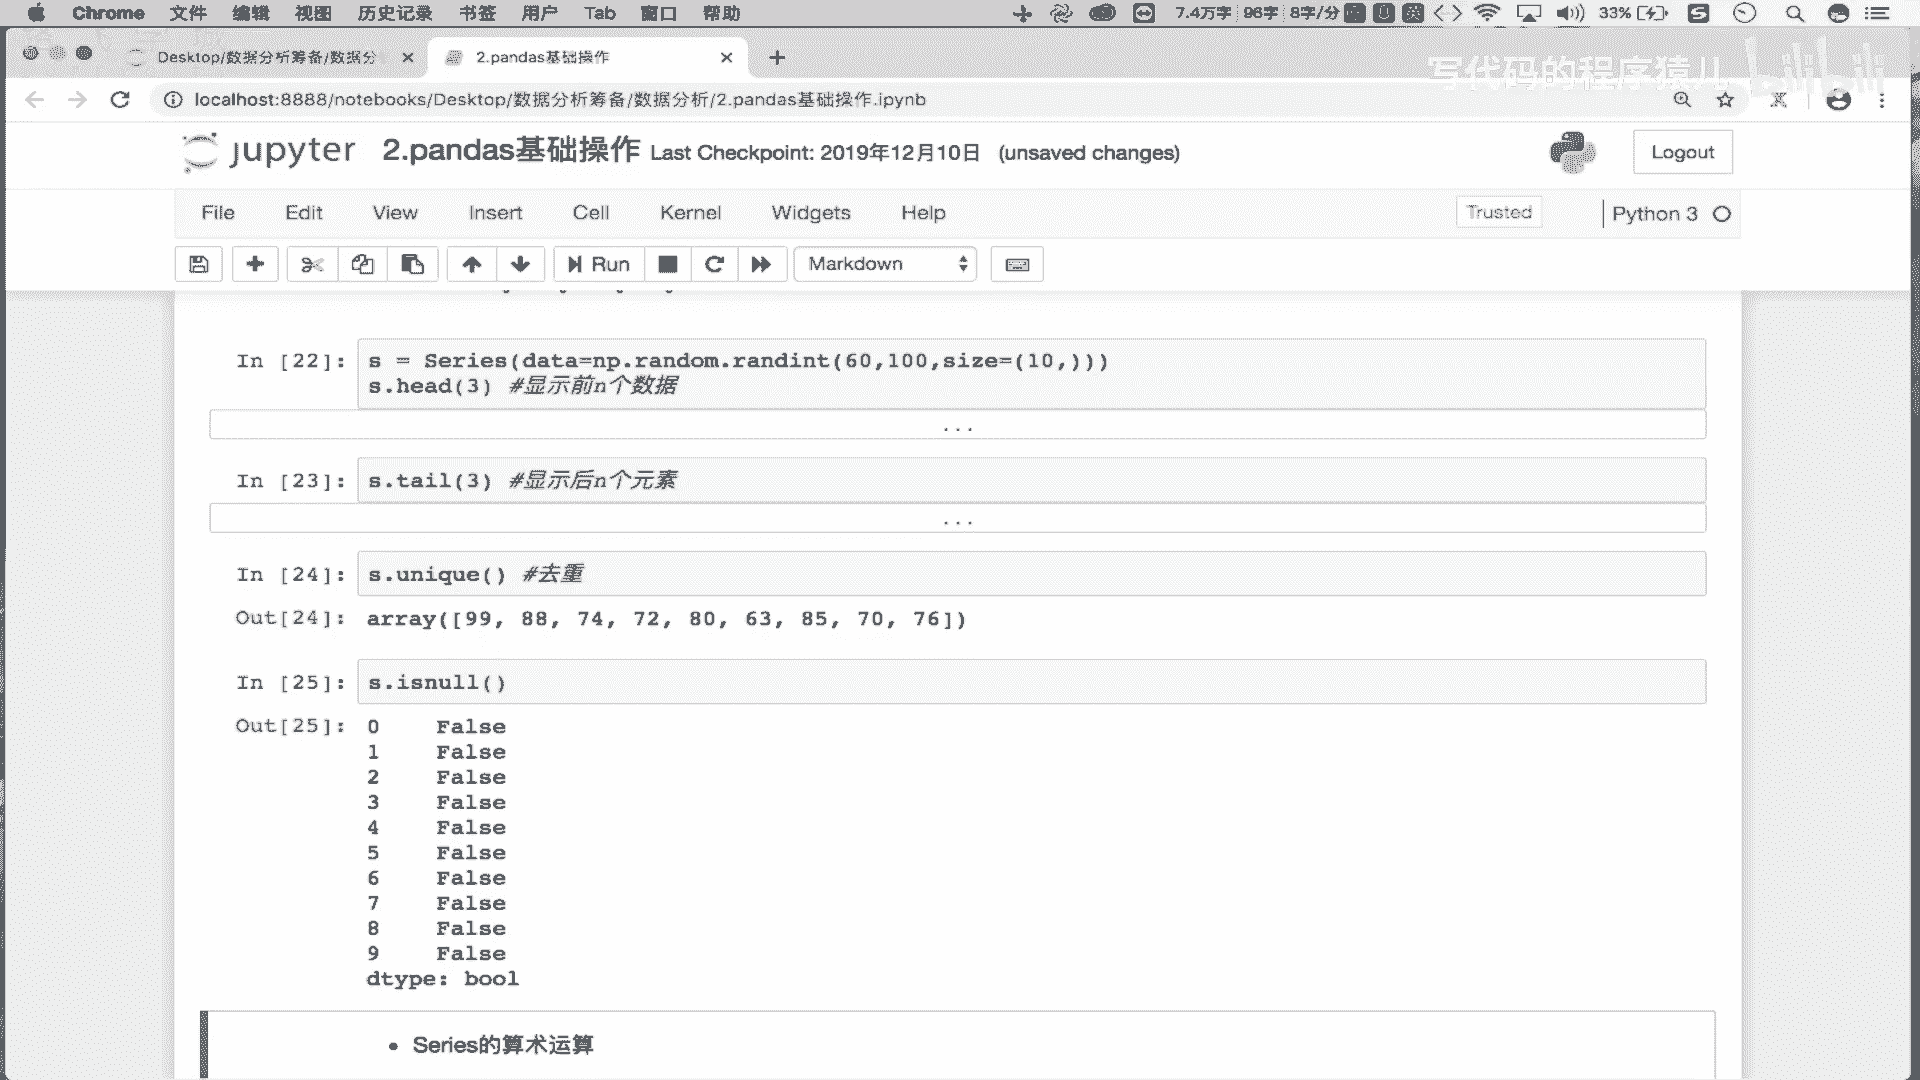 Chrome 文件 编辑 视图 历史记录 书签 用户 Tab 窗口 帮助 7.4万字 96字 8字/分 英 33%
Desktop/数据分析筹备/数据分 2.pandas基础操作
写代码的程序猿儿 bilibili
localhost:8888/notebooks/Desktop/数据分析筹备/数据分析/2.pandas基础操作.ipynb
jupyter 2.pandas基础操作 Last Checkpoint: 2019年12月10日 (unsaved changes) Logout
File Edit View Insert Cell Kernel Widgets Help Trusted Python 3
Run Markdown
In [22]: s = Series(data=np.random.randint(60,100,size=(10,)))
s.head(3) #显示前n个数据
...
In [23]: s.tail(3) #显示后n个元素
...
In [24]: s.unique() #去重
Out[24]: array([99, 88, 74, 72, 80, 63, 85, 70, 76])
In [25]: s.isnull()
Out[25]: 0 False
1 False
2 False
3 False
4 False
5 False
6 False
7 False
8 False
9 False
dtype: bool
• Series的算术运算